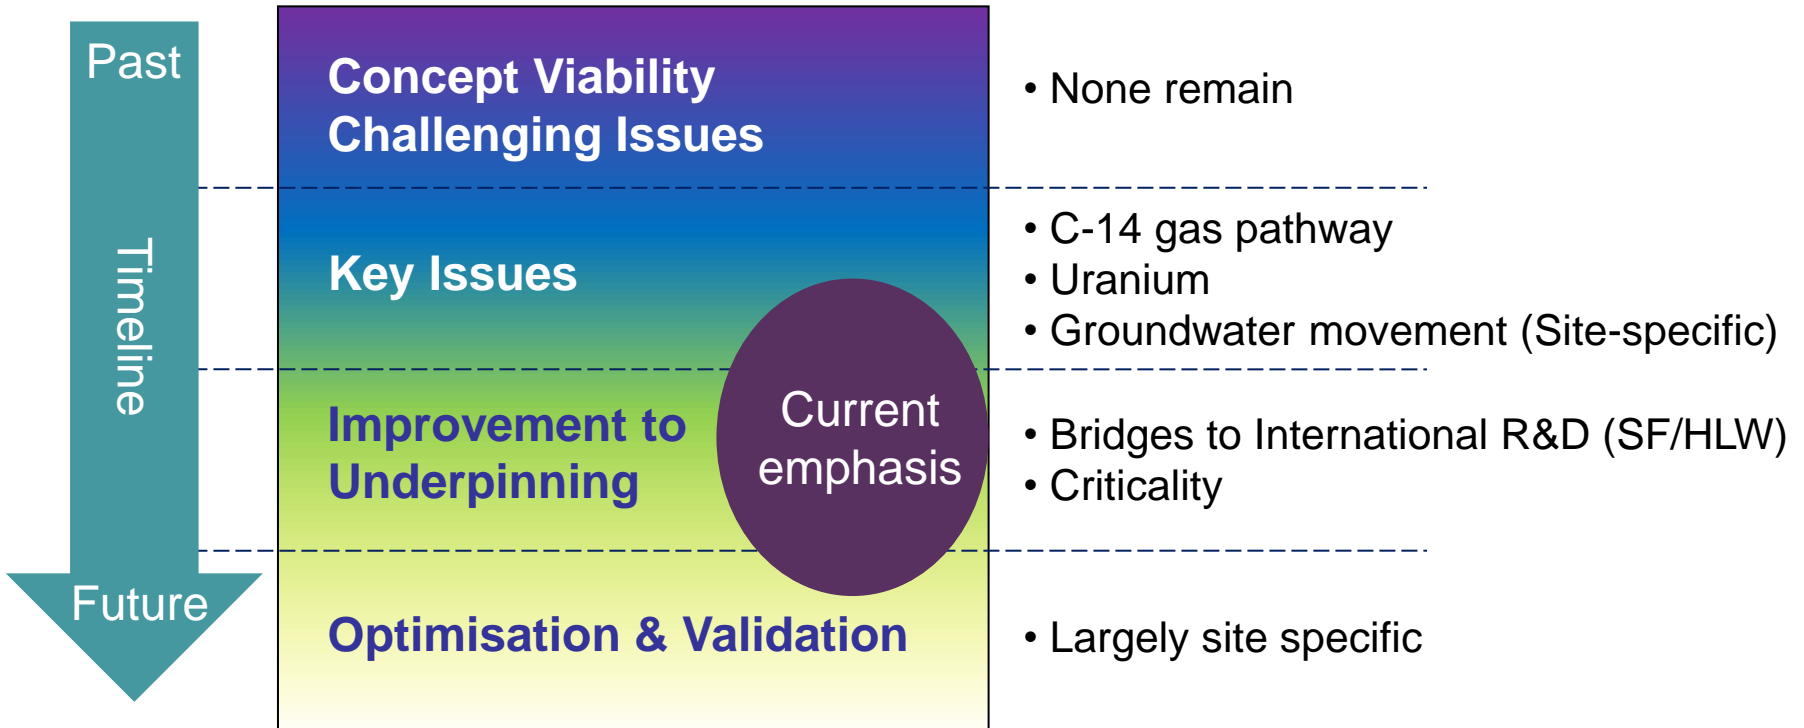 Past
Timeline
Future
Concept Viability
Challenging Issues
• None remain
Key Issues
• C-14 gas pathway
• Uranium
• Groundwater movement (Site-specific)
Improvement to
Underpinning
Current
emphasis
• Bridges to International R&D (SF/HLW)
• Criticality
Optimisation & Validation
• Largely site specific